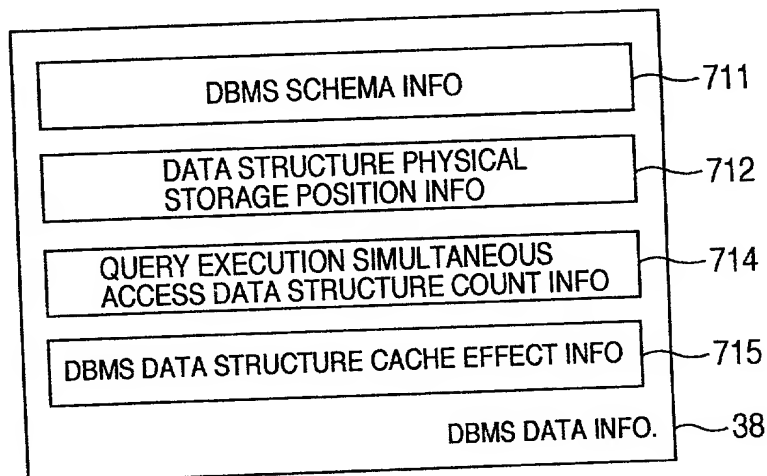 DBMS SCHEMA INFO 711
DATA STRUCTURE PHYSICAL
STORAGE POSITION INFO 712
QUERY EXECUTION SIMULTANEOUS
ACCESS DATA STRUCTURE COUNT INFO 714
DBMS DATA STRUCTURE CACHE EFFECT INFO 715
DBMS DATA INFO. 38